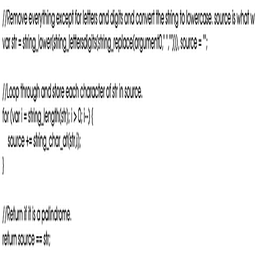 //Remove everything except for letters and digits and convert the string to lowercase. source is what w
var str = string_lower(string_lettersdigits(string_replace(argument0," ",""))), source = "";
//Loop through and store each character of str in source.
for (var i = string_length(str); i > 0; i--) {
source += string_char_at(str,i);
}
//Return if it is a palindrome.
return source == str;